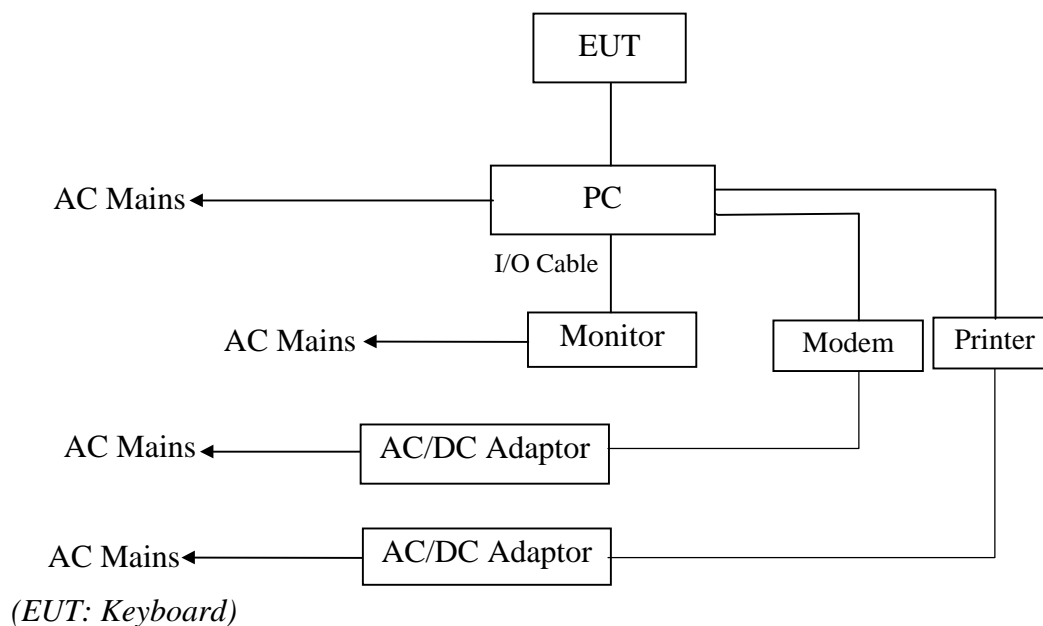 EUT
AC Mains
PC
I/O Cable
AC Mains
Monitor
Modem
Printer
AC Mains
AC/DC Adaptor
AC Mains
AC/DC Adaptor
(EUT: Keyboard)